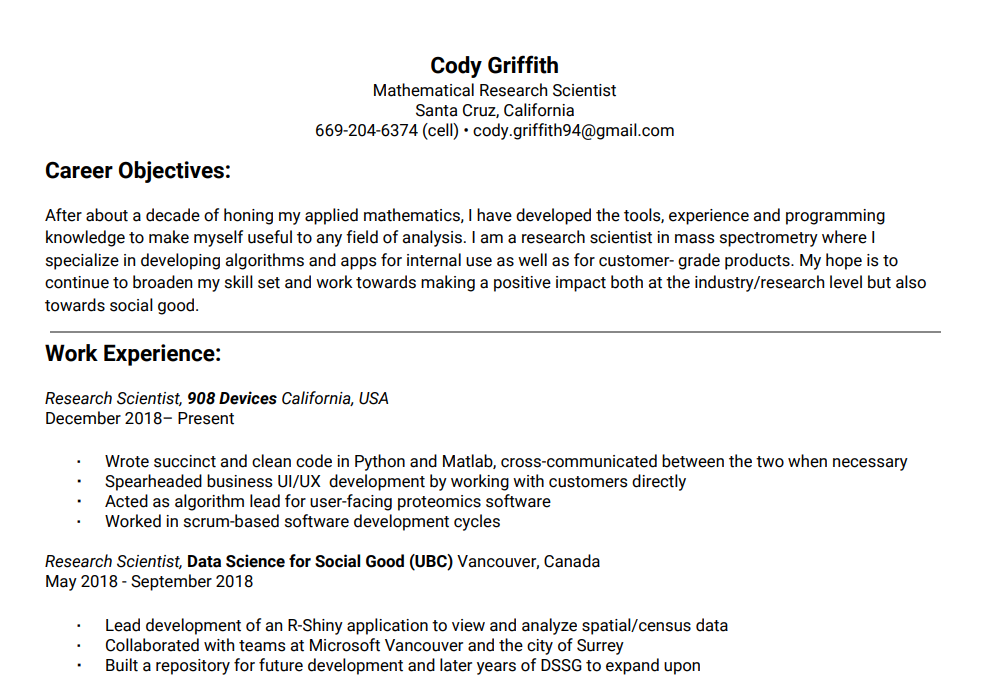 Cody Griffith
Mathematical Research Scientist
Santa Cruz, California
669-204-6374 (cell) • cody.griffith94@gmail.com
Career Objectives:
After about a decade of honing my applied mathematics, I have developed the tools, experience and programming
knowledge to make myself useful to any field of analysis. I am a research scientist in mass spectrometry where I
specialize in developing algorithms and apps for internal use as well as for customer- grade products. My hope is to
continue to broaden my skill set and work towards making a positive impact both at the industry/research level but also
towards social good.
Work Experience:
Research Scientist, 908 Devices California, USA
December 2018– Present
· Wrote succinct and clean code in Python and Matlab, cross-communicated between the two when necessary
· Spearheaded business UI/UX  development by working with customers directly
· Acted as algorithm lead for user-facing proteomics software
· Worked in scrum-based software development cycles
Research Scientist, Data Science for Social Good (UBC) Vancouver, Canada
May 2018 - September 2018
· Lead development of an R-Shiny application to view and analyze spatial/census data
· Collaborated with teams at Microsoft Vancouver and the city of Surrey
· Built a repository for future development and later years of DSSG to expand upon